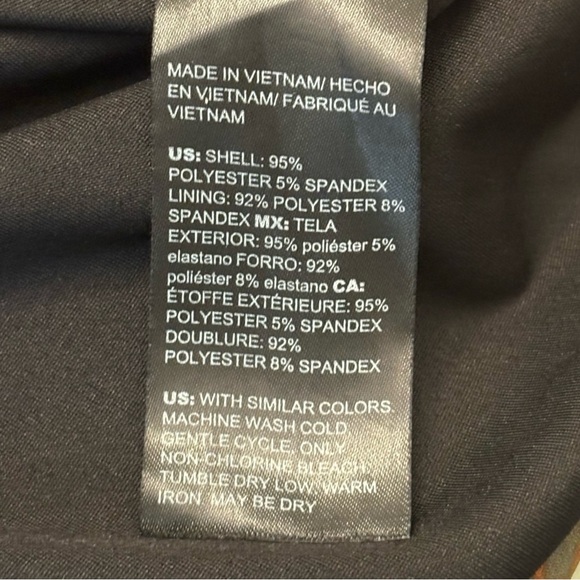 MADE IN VIETNAM/ HECHO
EN VIETNAM/ FABRIQUÉ AU
VIETNAM
US: SHELL: 95%
POLYESTER 5% SPANDEX
LINING: 92% POLYESTER 8%
SPANDEX MX: TELA
EXTERIOR: 95% poliéster 5%
elastano FORRO: 92%
poliéster 8% elastano CA:
ÉTOFFE EXTÉRIEURE: 95%
POLYESTER 5% SPANDEX
DOUBLURE: 92%
POLYESTER 8% SPANDEX
US: WITH SIMILAR COLORS.
MACHINE WASH COLD
GENTLE CYCLE. ONLY
NON-CHLORINE BLEACH.
TUMBLE DRY LOW. WARM
IRON. MAY BE DRY